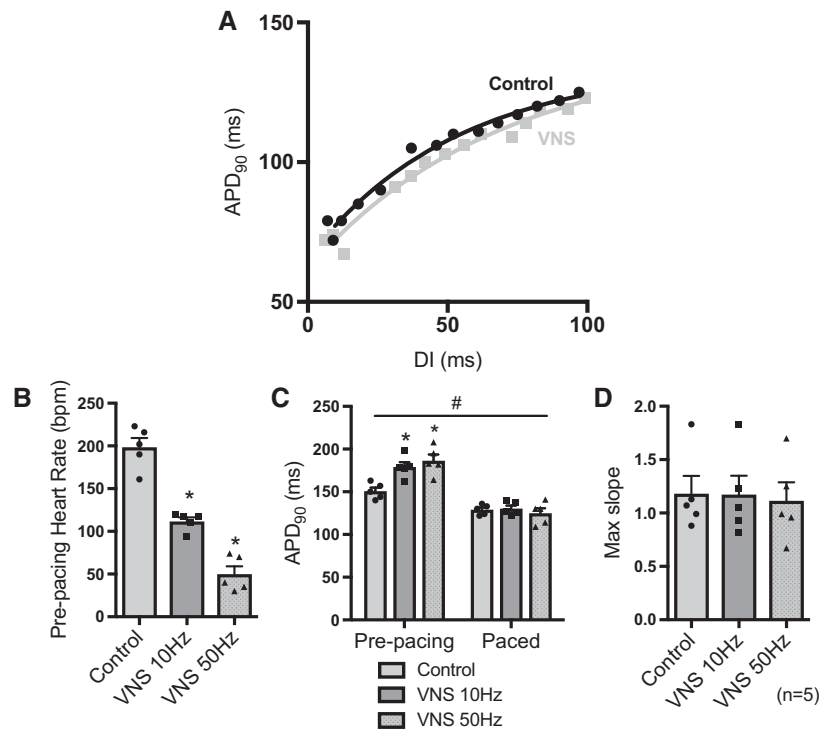 A
150
100
50
APD90 (ms)
Control
VNS
0
50
100
DI (ms)
B
Pre-pacing Heart Rate (bpm)
250
200
150
100
50
0
*
*
Control
VNS 10Hz
VNS 50Hz
C
APD90 (ms)
250
200
150
100
50
0
#
*
*
Pre-pacing
Paced
Control
VNS 10Hz
VNS 50Hz
D
Max slope
2.0
1.5
1.0
0.5
0.0
Control
VNS 10Hz
VNS 50Hz
(n=5)